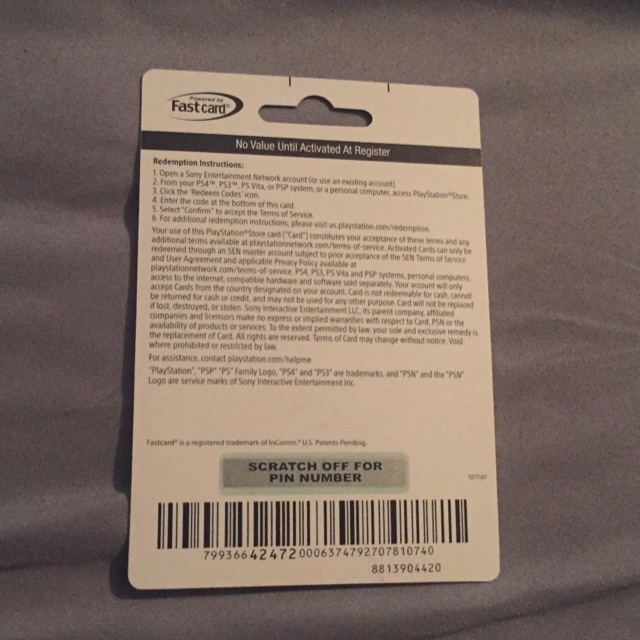 Powered by
Fastcard®
No Value Until Activated At Register
Redemption Instructions:
1. Open a Sony Entertainment Network account (or use an existing account).
2. From your PS4™, PS3™, PS Vita, or PSP system, or a personal computer, access PlayStation®Store.
3. Click the "Redeem Codes" icon.
4. Enter the code at the bottom of this card.
5. Select "Confirm" to accept the Terms of Service.
6. For additional redemption instructions, please visit us.playstation.com/redemption.
Your use of this PlayStation®Store card ("Card") constitutes your acceptance of these terms and any
additional terms available at playstationnetwork.com/terms-of-service. Activated Cards can only be
redeemed through an SEN master account subject to prior acceptance of the SEN Terms of Service
and User Agreement and applicable Privacy Policy available at
playstationnetwork.com/terms-of-service. PS4, PS3, PS Vita and PSP systems, personal computers,
access to the internet, compatible hardware and software sold separately. Your account will only
accept Cards from the country designated on your account. Card is not redeemable for cash, cannot
be returned for cash or credit, and may not be used for any other purpose. Card will not be replaced
if lost, destroyed, or stolen. Sony Interactive Entertainment LLC, its parent company, affiliated
companies and licensors make no express or implied warranties with respect to Card, PSN or the
availability of products or services. To the extent permitted by law, your sole and exclusive remedy is
the replacement of Card. All rights are reserved. Terms of Card may change without notice. Void
where prohibited or restricted by law.
For assistance, contact playstation.com/helpme.
"PlayStation", "PSP" "PS" Family Logo, "PS4" and "PS3" are trademarks, and "PSN" and the "PSN"
Logo are service marks of Sony Interactive Entertainment Inc.
Fastcard® is a registered trademark of InComm.® U.S. Patents Pending.
SCRATCH OFF FOR
PIN NUMBER
1017v01
799366424720006374792707810740
8813904420